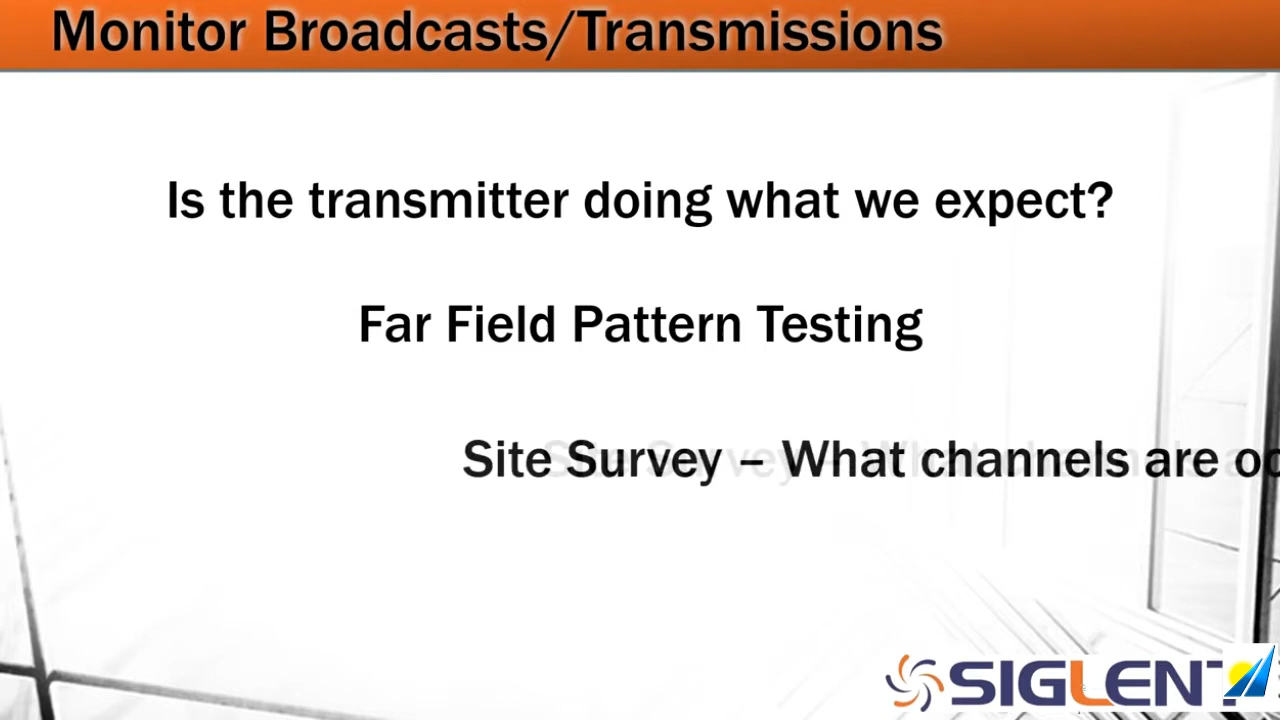 Monitor Broadcasts/Transmissions
Is the transmitter doing what we expect?
Far Field Pattern Testing
Site Survey – What channels are
SIGLENT